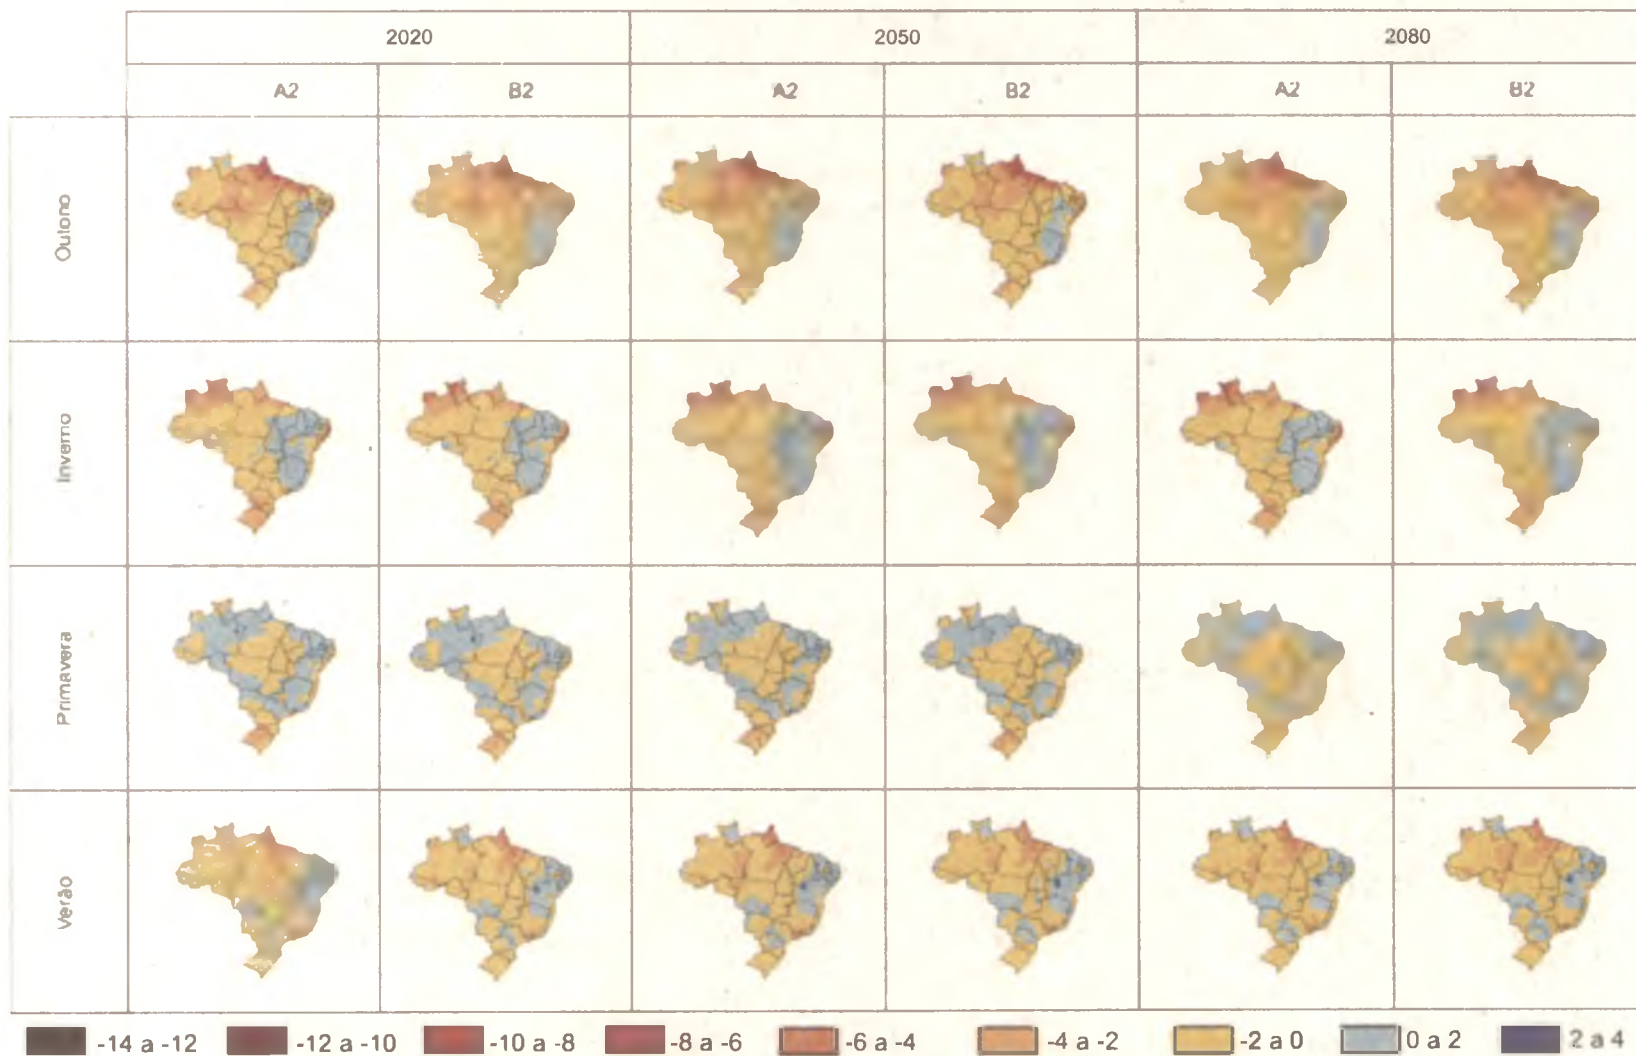 2020 2050 2080
A2 B2 A2 B2 A2 B2
Outono
Inverno
Primavera
Verão
-14 a -12 -12 a -10 -10 a -8 -8 a -6 -6 a -4 -4 a -2 -2 a 0 0 a 2 2 a 4